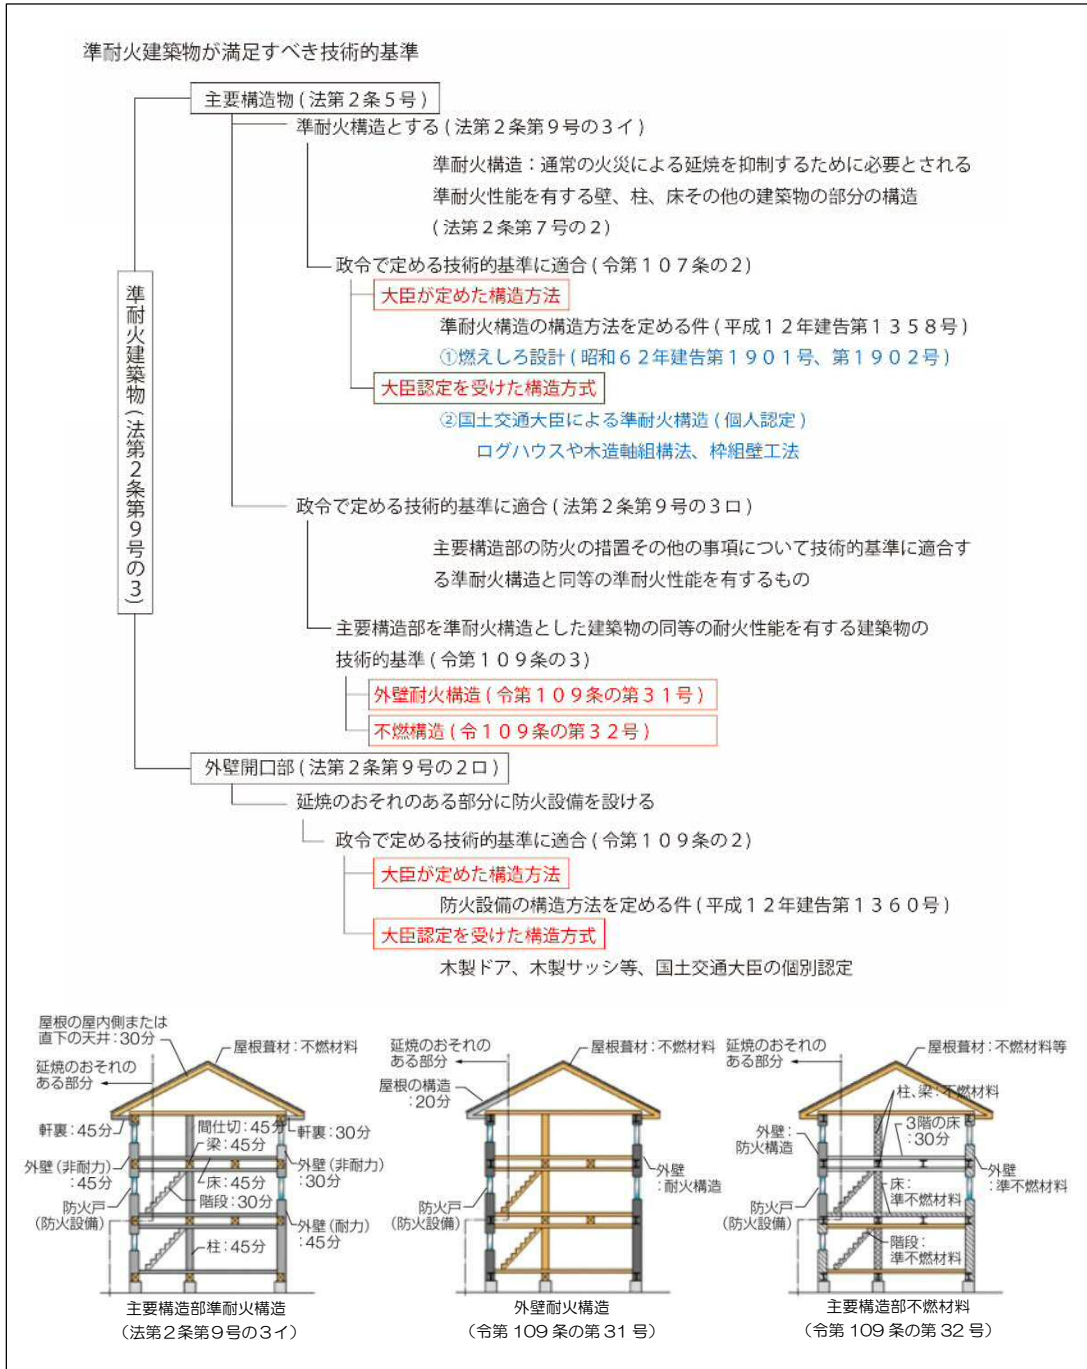 準耐火建築物が満足すべき技術的基準
主要構造物(法第2条5号)
準耐火構造とする(法第2条第9号の3イ)
準耐火構造：通常の火災による延焼を抑制するために必要とされる
準耐火性能を有する壁、柱、床その他の建築物の部分の構造
(法第2条第7号の2)
政令で定める技術的基準に適合(令第107条の2)
大臣が定めた構造方法
準耐火構造の構造方法を定める件(平成12年建告第1358号)
①燃えしろ設計(昭和62年建告第1901号、第1902号)
大臣認定を受けた構造方式
②国土交通大臣による準耐火構造(個人認定)
ログハウスや木造軸組構法、枠組壁工法
準耐火建築物(法第2条第9号の3)
政令で定める技術的基準に適合(法第2条第9号の3ロ)
主要構造部の防火の措置その他の事項について技術的基準に適合す
る準耐火構造と同等の準耐火性能を有するもの
主要構造部を準耐火構造とした建築物の同等の耐火性能を有する建築物の
技術的基準(令第109条の3)
外壁耐火構造(令第109条の第31号)
不燃構造(令109条の第32号)
外壁開口部(法第2条第9号の2ロ)
延焼のおそれのある部分に防火設備を設ける
政令で定める技術的基準に適合(令第109条の2)
大臣が定めた構造方法
防火設備の構造方法を定める件(平成12年建告第1360号)
大臣認定を受けた構造方式
木製ドア、木製サッシ等、国土交通大臣の個別認定
屋根の屋内側または
直下の天井：30分
屋根葺材：不燃材料
延焼のおそれの
ある部分
軒裏：45分
間仕切：45分
軒裏：30分
梁：45分
外壁(非耐力)
：45分
床：45分
外壁(非耐力)
：30分
階段：30分
防火戸
(防火設備)
外壁(耐力)
：45分
柱：45分
主要構造部準耐火構造
(法第2条第9号の3イ)
延焼のおそれの
ある部分
屋根葺材：不燃材料
屋根の構造
：20分
外壁
：耐火構造
防火戸
(防火設備)
外壁耐火構造
(令第109条の第31号)
延焼のおそれの
ある部分
屋根葺材：不燃材料等
柱、梁：不燃材料
3階の床
：30分
外壁：
防火構造
外壁
：準不燃材料
床：
準不燃材料
防火戸
(防火設備)
階段：
準不燃材料
主要構造部不燃材料
(令第109条の第32号)